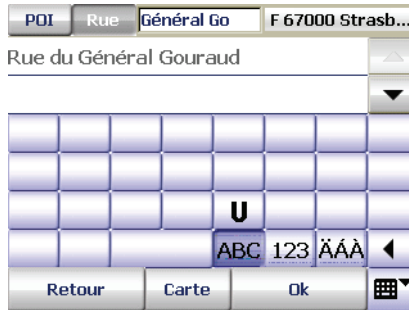 POI Rue Général Go F 67000 Strasb...
Rue du Général Gouraud
U
ABC 123 ÄÁÀ
Retour Carte Ok